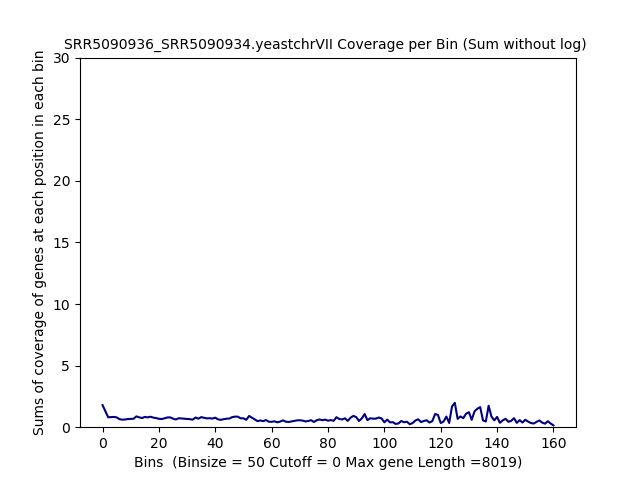 SRR5090936_SRR5090934.yeastchrVII Coverage per Bin (Sum without log)
Sums of coverage of genes at each position in each bin
30
25
20
15
10
5
0
0 20 40 60 80 100 120 140 160
Bins  (Binsize = 50 Cutoff = 0 Max gene Length =8019)